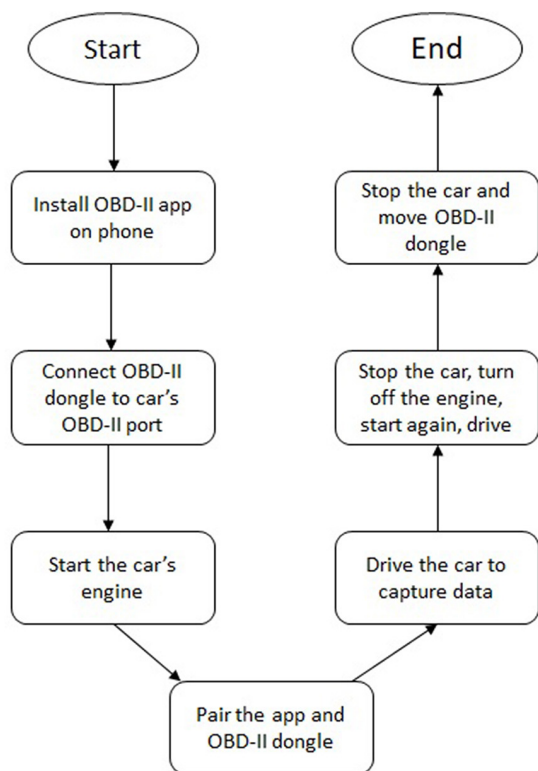 Start
Install OBD-II app
on phone
Connect OBD-II
dongle to car’s
OBD-II port
Start the car’s
engine
Pair the app and
OBD-II dongle
Drive the car to
capture data
Stop the car, turn
off the engine,
start again, drive
Stop the car and
move OBD-II
dongle
End